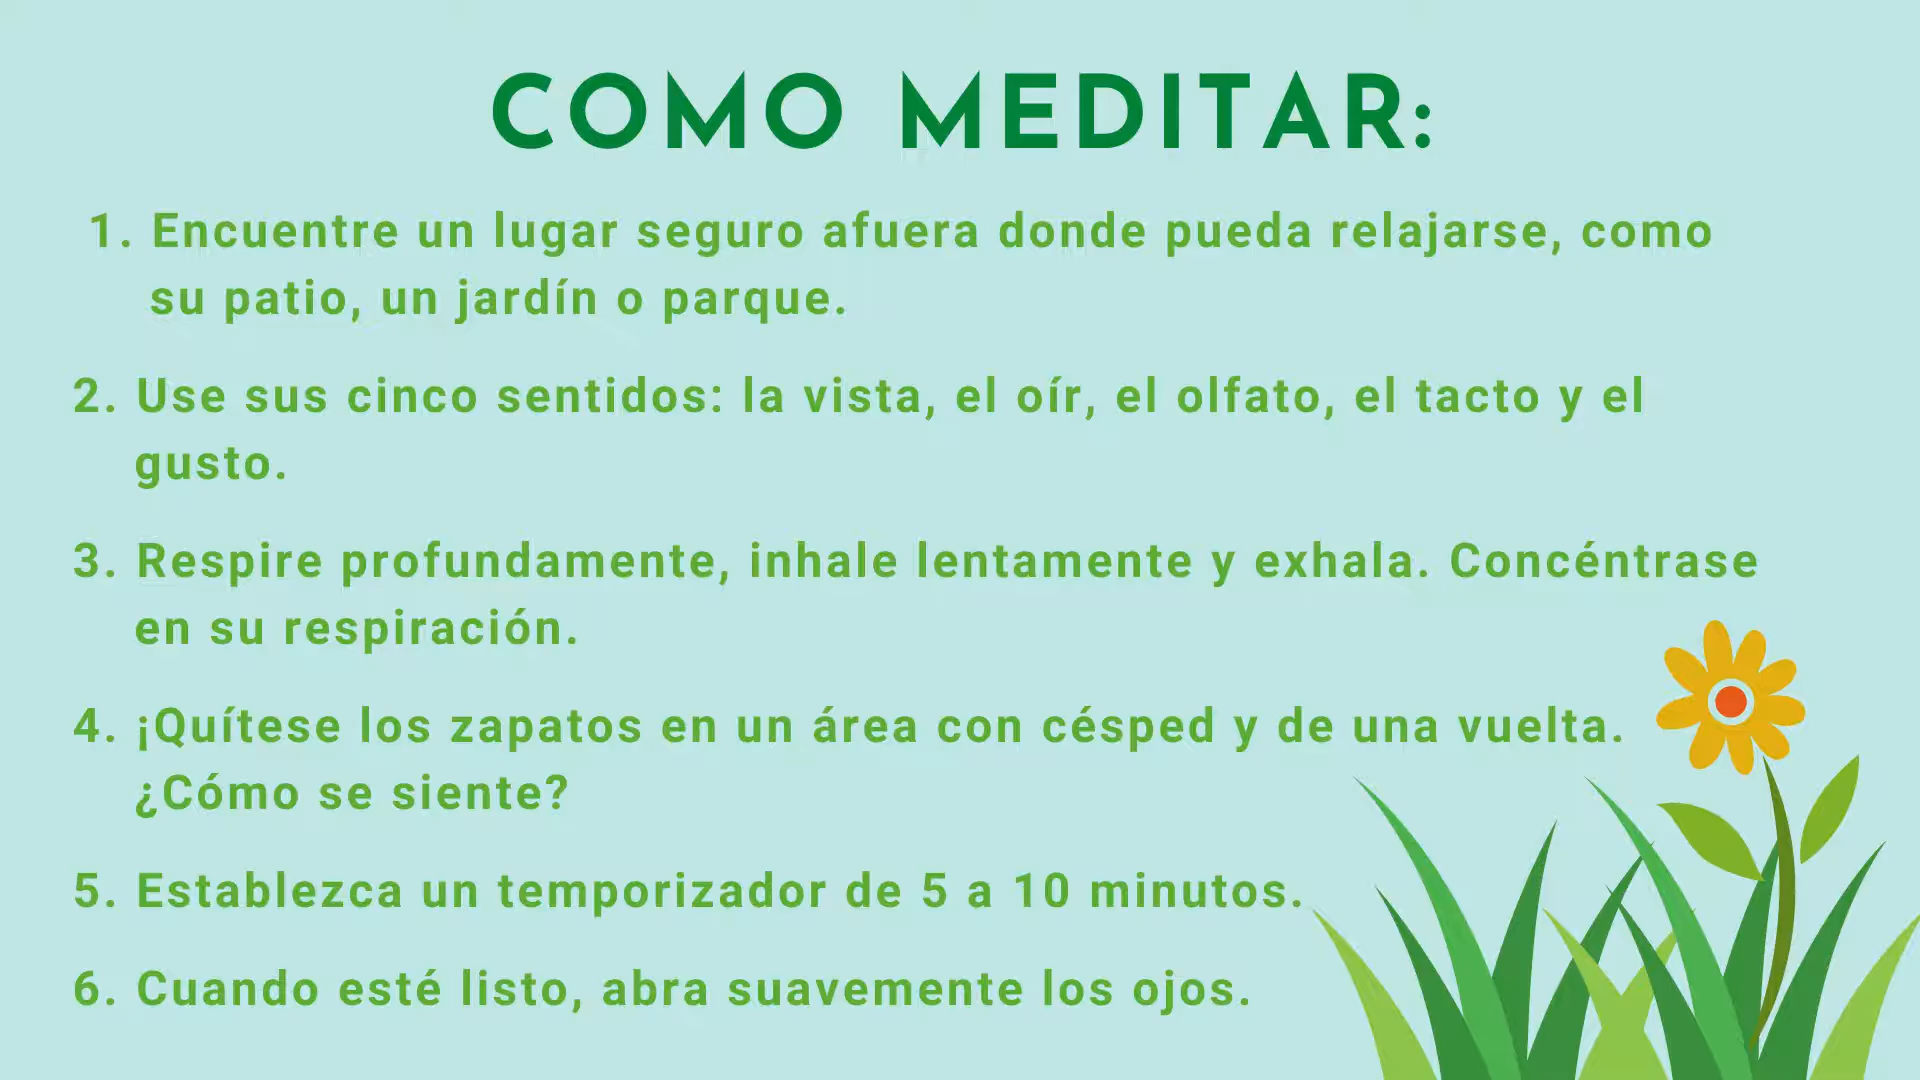 COMO MEDITAR:
1. Encuentre un lugar seguro afuera donde pueda relajarse, como
su patio, un jardín o parque.
2. Use sus cinco sentidos: la vista, el oír, el olfato, el tacto y el
gusto.
3. Respire profundamente, inhale lentamente y exhala. Concéntrase
en su respiración.
4. ¡Quítese los zapatos en un área con césped y de una vuelta.
¿Cómo se siente?
5. Establezca un temporizador de 5 a 10 minutos.
6. Cuando esté listo, abra suavemente los ojos.